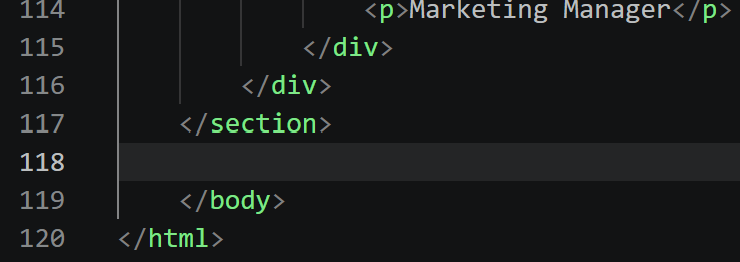 114 <p>Marketing Manager</p>
115 </div>
116 </div>
117 </section>
118
119 </body>
120 </html>